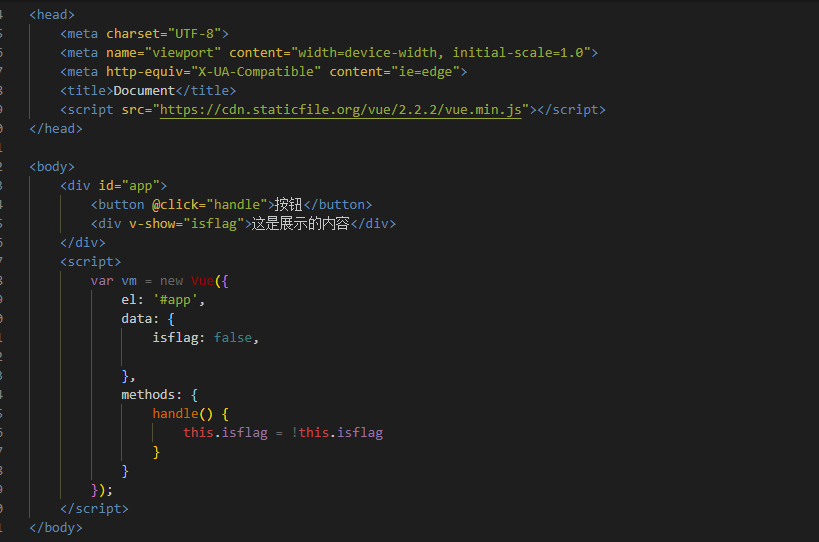 <head>
<meta charset="UTF-8">
<meta name="viewport" content="width=device-width, initial-scale=1.0">
<meta http-equiv="X-UA-Compatible" content="ie=edge">
<title>Document</title>
<script src="https://cdn.staticfile.org/vue/2.2.2/vue.min.js"></script>
</head>
<body>
<div id="app">
<button @click="handle">按钮</button>
<div v-show="isflag">这是展示的内容</div>
</div>
<script>
var vm = new Vue({
el: '#app',
data: {
isflag: false,
},
methods: {
handle() {
this.isflag = !this.isflag
}
}
});
</script>
</body>